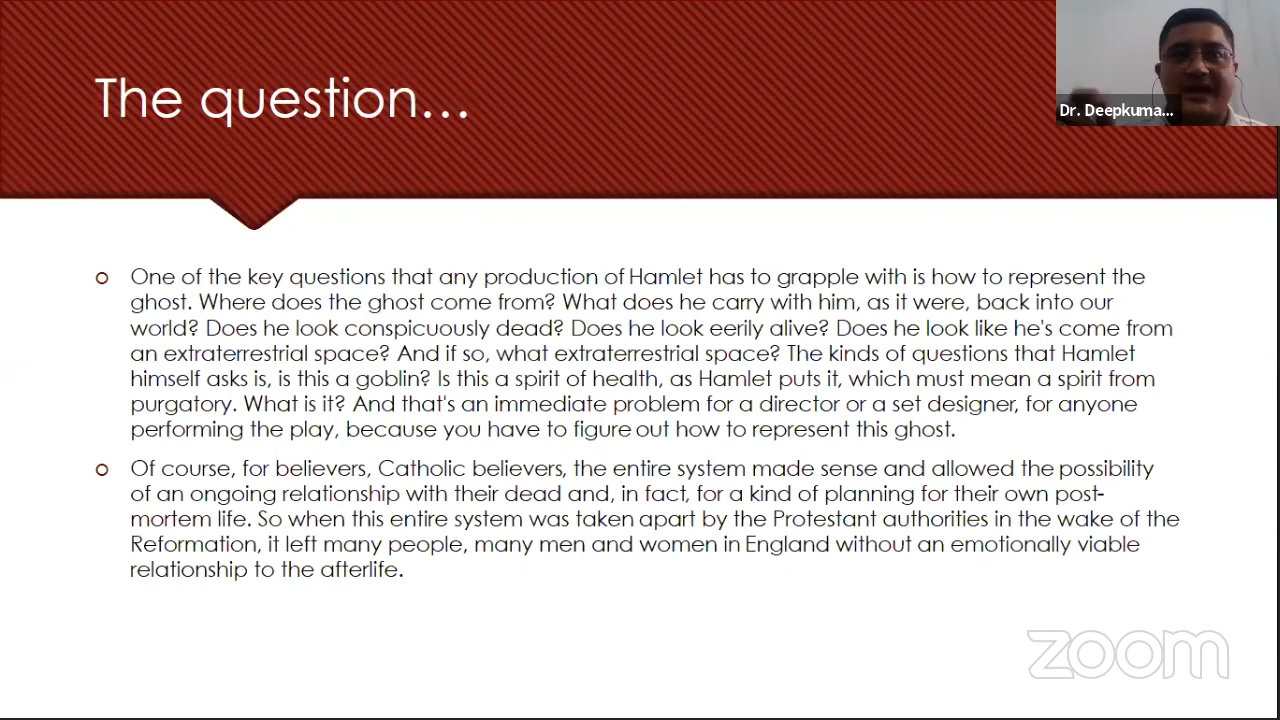 The question...
Dr. Deepkuma...
One of the key questions that any production of Hamlet has to grapple with is how to represent the
ghost. Where does the ghost come from? What does he carry with him, as it were, back into our
world? Does he look conspicuously dead? Does he look eerily alive? Does he look like he's come from
an extraterrestrial space? And if so, what extraterrestrial space? The kinds of questions that Hamlet
himself asks is, is this a goblin? Is this a spirit of health, as Hamlet puts it, which must mean a spirit from
purgatory. What is it? And that's an immediate problem for a director or a set designer, for anyone
performing the play, because you have to figure out how to represent this ghost.
Of course, for believers, Catholic believers, the entire system made sense and allowed the possibility
of an ongoing relationship with their dead and, in fact, for a kind of planning for their own post-
mortem life. So when this entire system was taken apart by the Protestant authorities in the wake of the
Reformation, it left many people, many men and women in England without an emotionally viable
relationship to the afterlife.
zoom